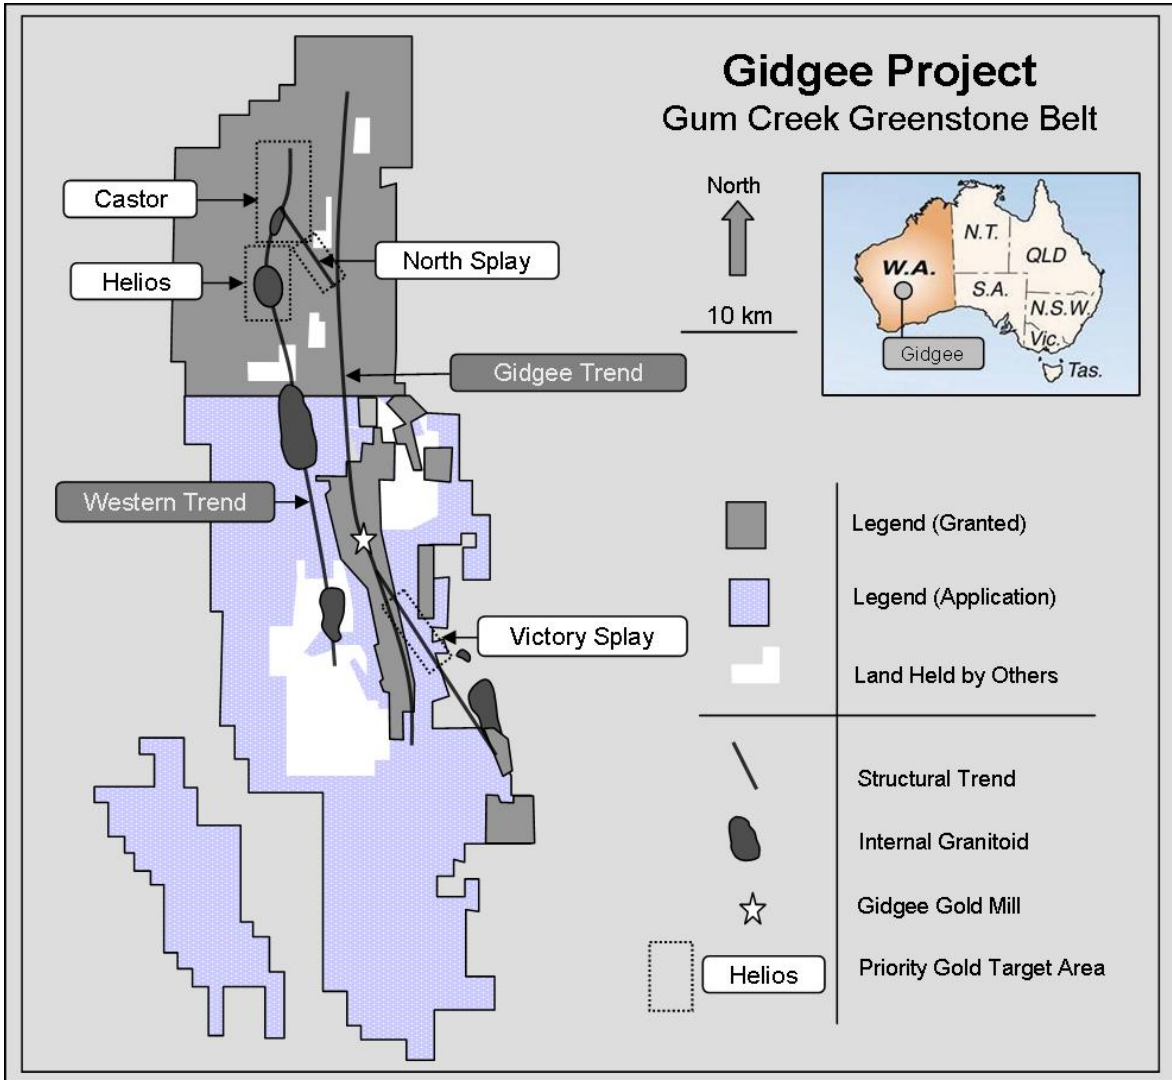 Gidgee Project
Gum Creek Greenstone Belt
North
10 km
N.T.
QLD
W.A.
S.A.
N.S.W.
Vic.
Tas.
Gidgee
Castor
North Splay
Helios
Gidgee Trend
Western Trend
Victory Splay
Legend (Granted)
Legend (Application)
Land Held by Others
Structural Trend
Internal Granitoid
Gidgee Gold Mill
Helios
Priority Gold Target Area